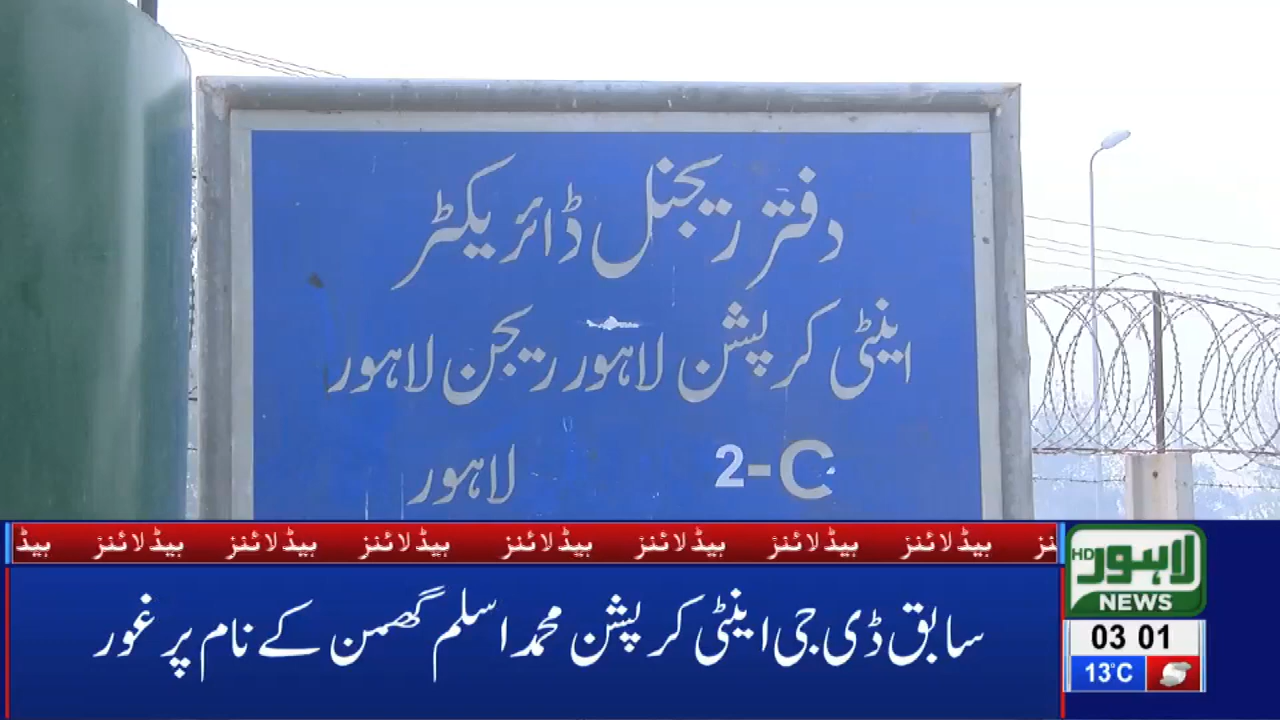 دفتر ریجنل ڈائریکٹر
اینٹی کرپشن لاہور ریجن لاہور
2-C لاہور
ہیڈلائنز ہیڈلائنز ہیڈلائنز ہیڈلائنز ہیڈلائنز ہیڈلائنز ہیڈلائنز
سابق ڈی جی اینٹی کرپشن محمد اسلم گھمن کے نام پر غور
لاہور HD
NEWS
03 01
13°C